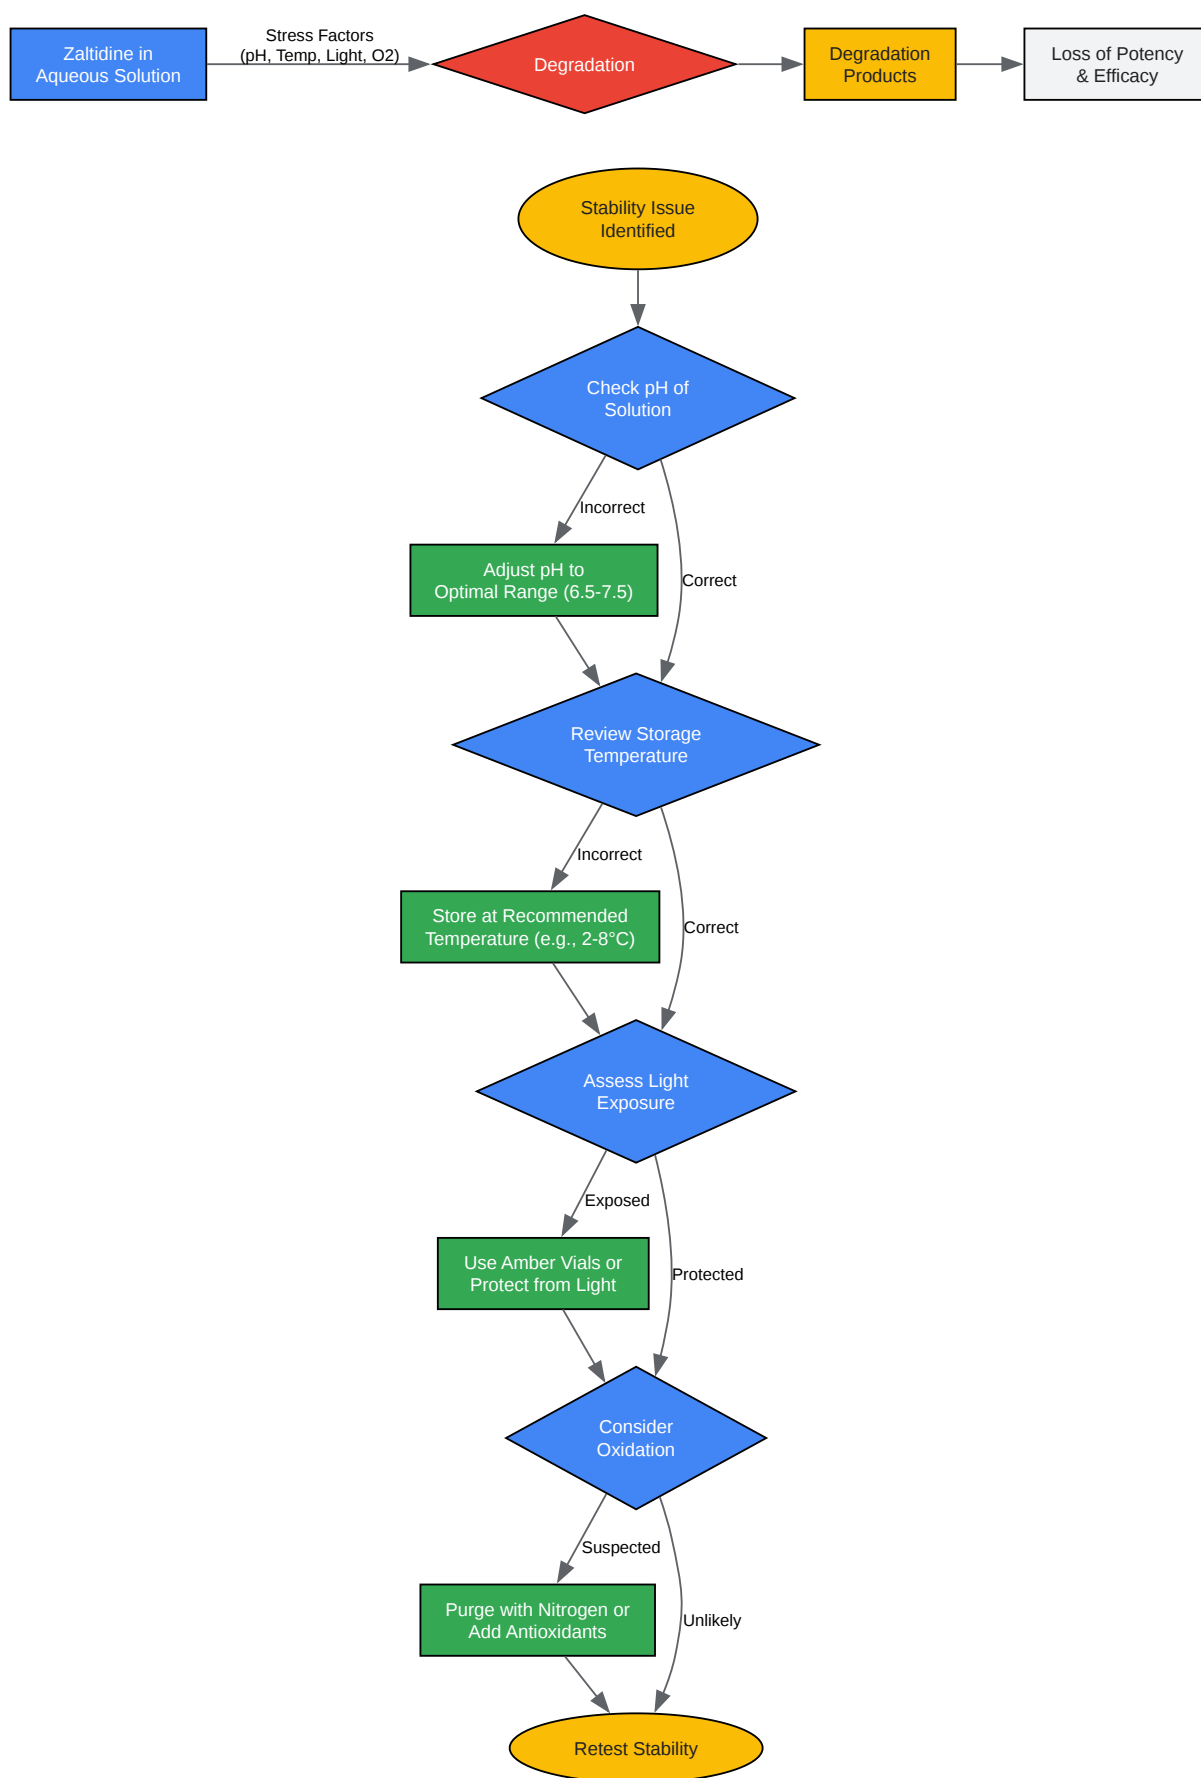 Zaltidine in
Aqueous Solution
Stress Factors
(pH, Temp, Light, O2)
Degradation
Degradation
Products
Loss of Potency
& Efficacy
Stability Issue
Identified
Check pH of
Solution
Incorrect
Adjust pH to
Optimal Range (6.5-7.5)
Correct
Review Storage
Temperature
Incorrect
Store at Recommended
Temperature (e.g., 2-8°C)
Correct
Assess Light
Exposure
Exposed
Use Amber Vials or
Protect from Light
Protected
Consider
Oxidation
Suspected
Purge with Nitrogen or
Add Antioxidants
Unlikely
Retest Stability